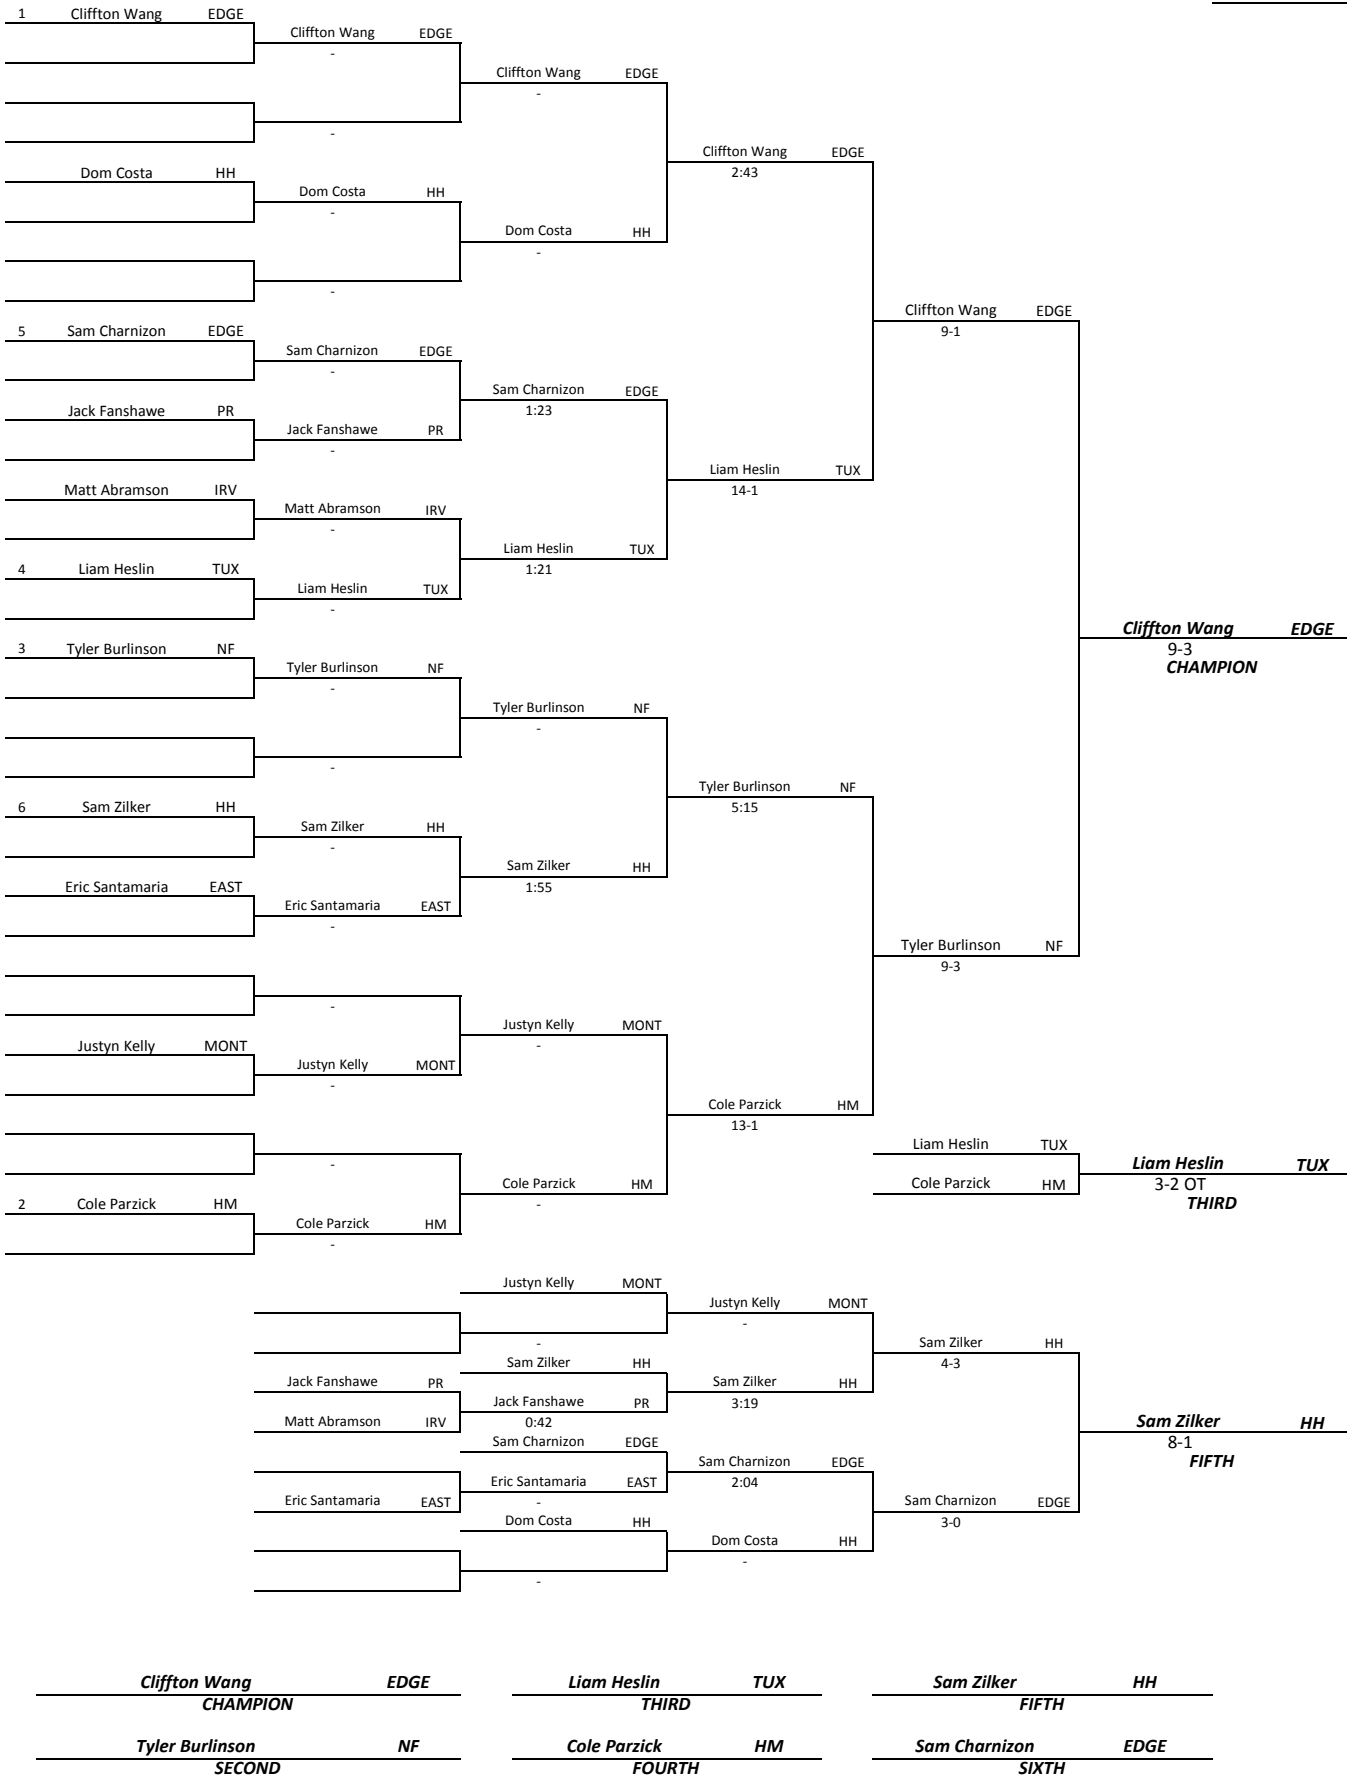 1 Cliffton Wang EDGE
Cliffton Wang EDGE
-
Cliffton Wang EDGE
-
-
Cliffton Wang EDGE
2:43
Dom Costa HH
Dom Costa HH
-
Dom Costa HH
-
-
Cliffton Wang EDGE
9-1
5 Sam Charnizon EDGE
Sam Charnizon EDGE
-
Sam Charnizon EDGE
1:23
Jack Fanshawe PR
Jack Fanshawe PR
-
Liam Heslin TUX
14-1
Matt Abramson IRV
Matt Abramson IRV
-
Liam Heslin TUX
1:21
4 Liam Heslin TUX
Liam Heslin TUX
-
Cliffton Wang EDGE
9-3
CHAMPION
3 Tyler Burlinson NF
Tyler Burlinson NF
-
Tyler Burlinson NF
-
-
Tyler Burlinson NF
5:15
6 Sam Zilker HH
Sam Zilker HH
-
Sam Zilker HH
1:55
Eric Santamaria EAST
Eric Santamaria EAST
-
Tyler Burlinson NF
9-3
-
Justyn Kelly MONT
-
Justyn Kelly MONT
Justyn Kelly MONT
-
Cole Parzick HM
13-1
-
Cole Parzick HM
-
2 Cole Parzick HM
Cole Parzick HM
-
Liam Heslin TUX
Cole Parzick HM
Liam Heslin TUX
3-2 OT
THIRD
Justyn Kelly MONT
Justyn Kelly MONT
-
-
Sam Zilker HH
4-3
Sam Zilker HH
Jack Fanshawe PR
Sam Zilker HH
3:19
Jack Fanshawe PR
0:42
Matt Abramson IRV
Sam Zilker HH
8-1
FIFTH
Sam Charnizon EDGE
Sam Charnizon EDGE
2:04
Eric Santamaria EAST
-
Eric Santamaria EAST
Sam Charnizon EDGE
3-0
Dom Costa HH
Dom Costa HH
-
-
Cliffton Wang EDGE Liam Heslin TUX Sam Zilker HH
CHAMPION THIRD FIFTH
Tyler Burlinson NF Cole Parzick HM Sam Charnizon EDGE
SECOND FOURTH SIXTH